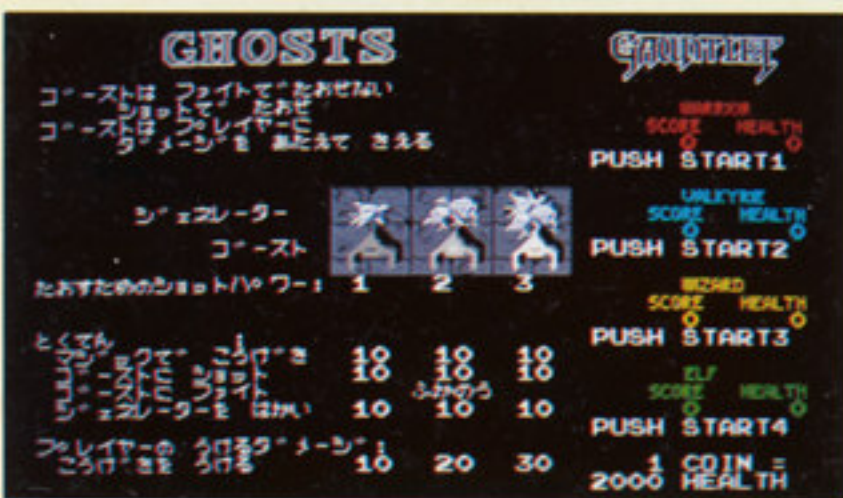 GHOSTS
GAUNTLET
ゴーストは ファイトでたおせない
ショットで たおせ
ゴーストは プレイヤーに
ダメージを あたえて きえる
WARRIOR
SCORE HEALTH
0 0
PUSH START1
ジェネレーター
ゴースト
VALKYRIE
SCORE HEALTH
0 0
PUSH START2
たおすためのショットパワー: 1 2 3
WIZARD
SCORE HEALTH
0 0
PUSH START3
とくてん :
マジックで こうげき 10 10 10
ゴーストに ショット 10 10 10
ゴーストに ファイト ふかのう
ジェネレーターを はかい 10 10 10
ELF
SCORE HEALTH
0 0
PUSH START4
プレイヤーの うけるダメージ:
こうげきを うける 10 20 30
1 COIN =
2000 HEALTH